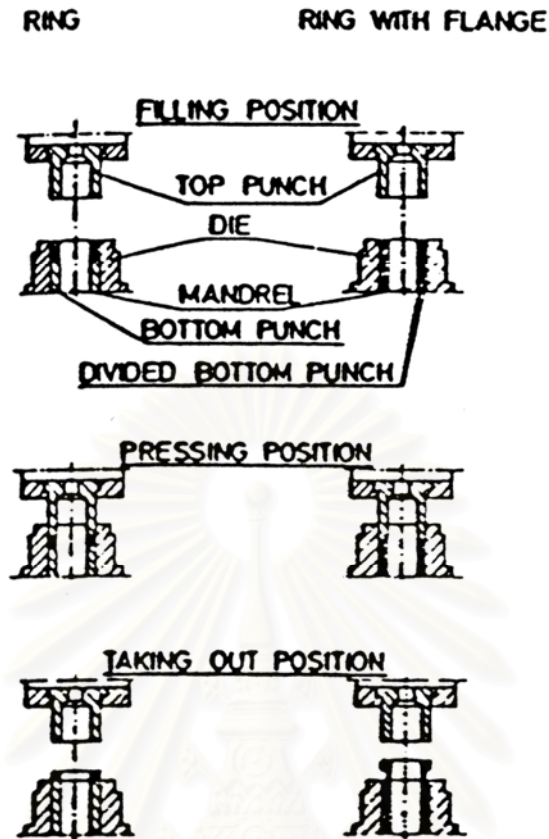 RING RING WITH FLANGE
FILLING POSITION
TOP PUNCH
DIE
MANDREL
BOTTOM PUNCH
DIVIDED BOTTOM PUNCH
PRESSING POSITION
TAKING OUT POSITION